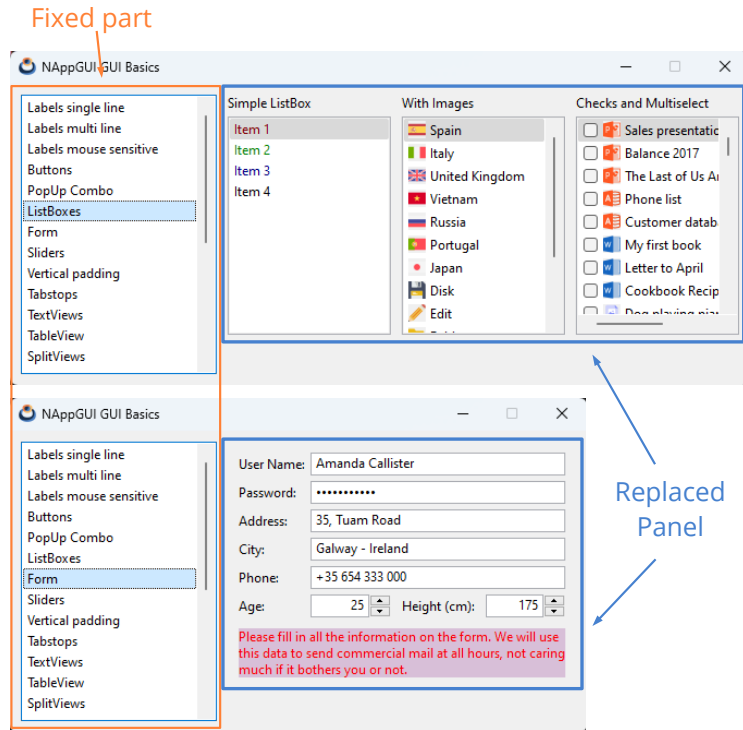 Fixed part
NAppGUI GUI Basics
Labels single line
Labels multi line
Labels mouse sensitive
Buttons
PopUp Combo
ListBoxes
Form
Sliders
Vertical padding
Tabstops
TextViews
TableView
SplitViews
Simple ListBox
Item 1
Item 2
Item 3
Item 4
With Images
Spain
Italy
United Kingdom
Vietnam
Russia
Portugal
Japan
Disk
Edit
Checks and Multiselect
Sales presentatic
Balance 2017
The Last of Us
Phone list
Customer datab
My first book
Letter to April
Cookbook Recip
Replaced
Panel
NAppGUI GUI Basics
Labels single line
Labels multi line
Labels mouse sensitive
Buttons
PopUp Combo
ListBoxes
Form
Sliders
Vertical padding
Tabstops
TextViews
TableView
SplitViews
User Name: Amanda Callister
Password: •••••••••••
Address: 35, Tuam Road
City: Galway - Ireland
Phone: +35 654 333 000
Age: 25 Height (cm): 175
Please fill in all the information on the form. We will use
this data to send commercial mail at all hours, not caring
much if it bothers you or not.